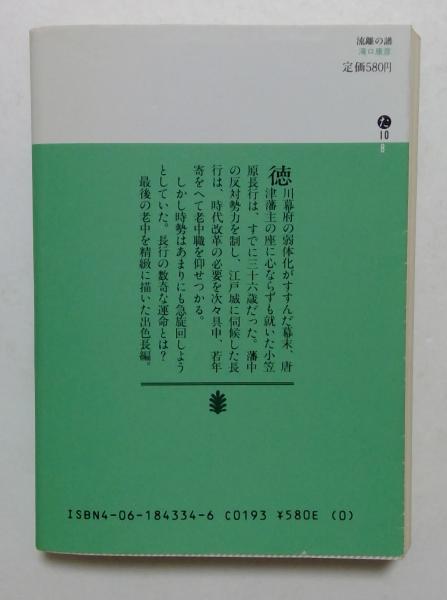 流離の譜
滝口康彦
定価580円
た
10
8
徳川幕府の弱体化がすすんだ幕末、唐
津藩主の座に心ならずも就いた小笠
原長行は、すでに三十六歳だった。藩中
の反対勢力を制し、江戸城に伺候した長
行は、時代改革の必要を次々具申、若年
寄をへて老中職を仰せつかる。
しかし時勢はあまりにも急旋回しよう
としていた。長行の数奇な運命とは？
最後の老中を精緻に描いた出色長編。
ISBN4-06-184334-6 C0193 ¥580E (0)